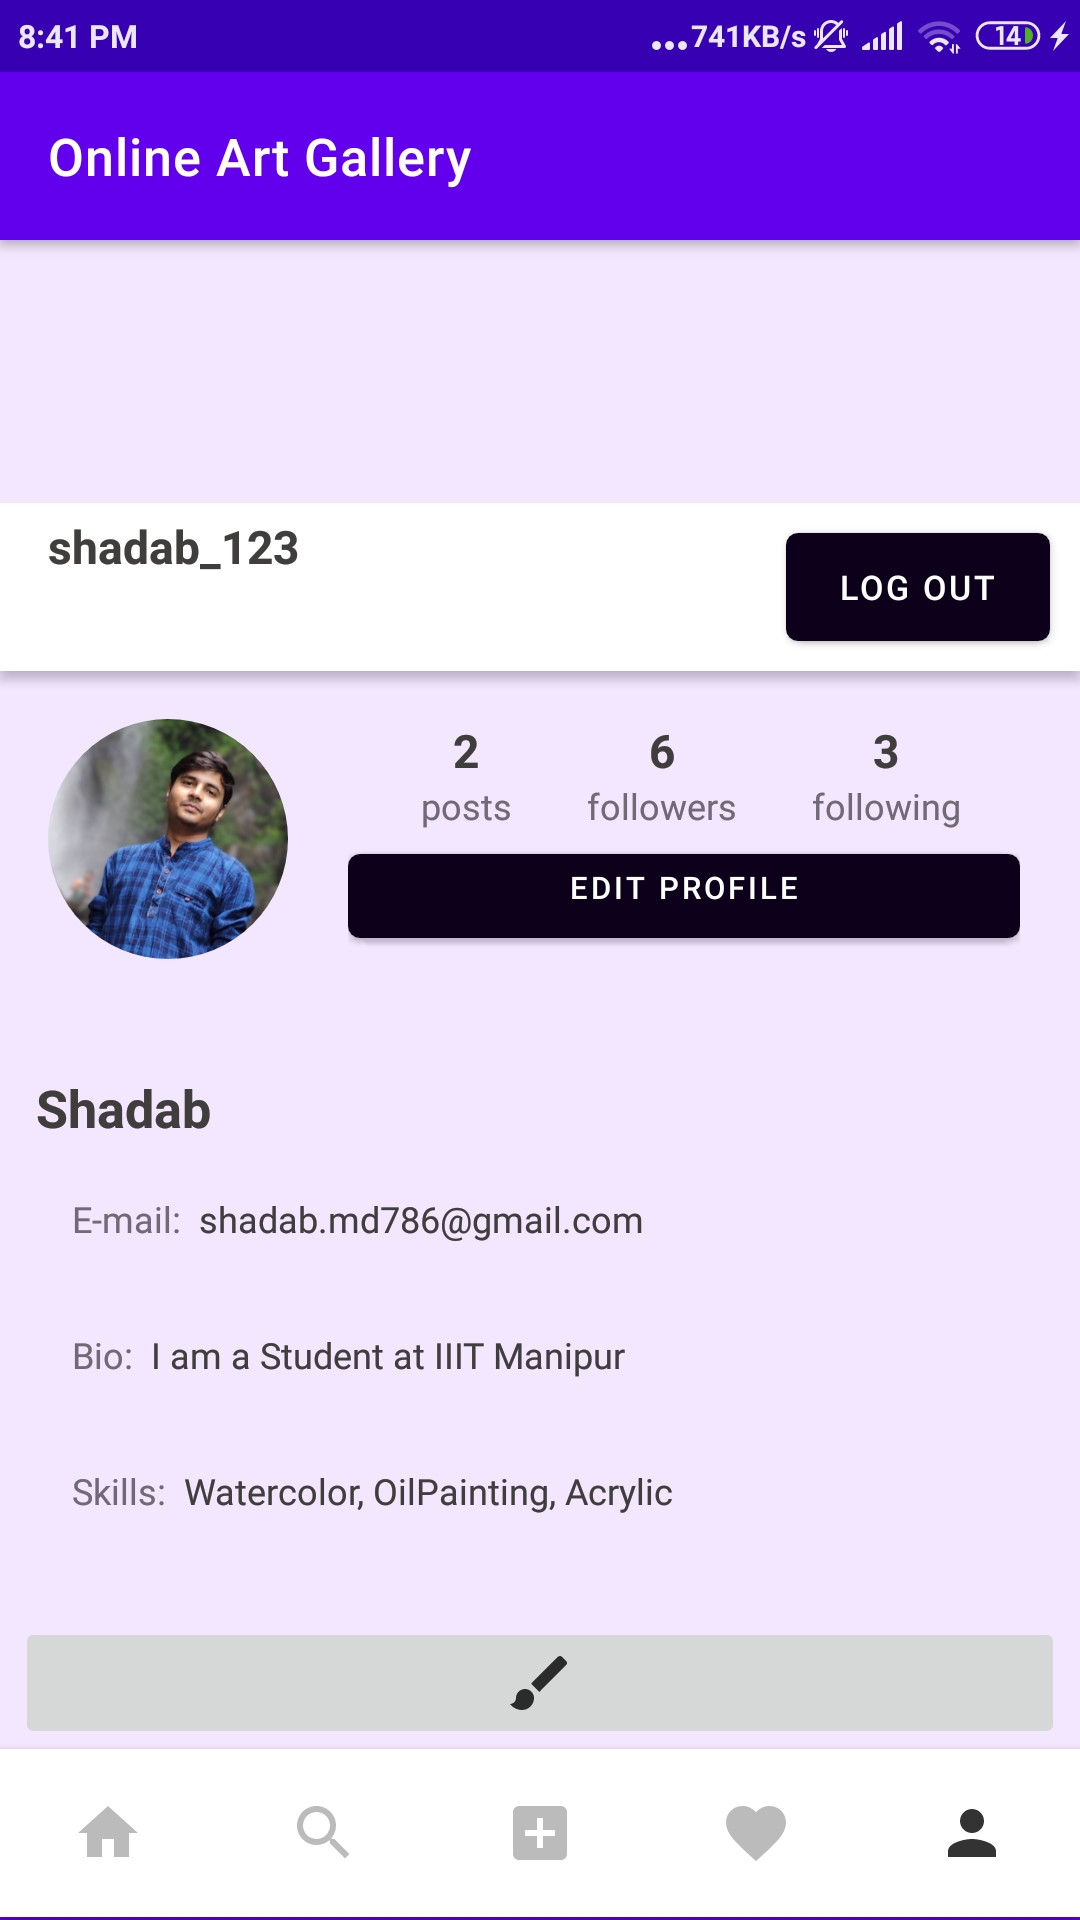 8:41 PM
...741KB/s
14
Online Art Gallery
shadab_123
LOG OUT
2
6
3
posts
followers
following
EDIT PROFILE
Shadab
E-mail: shadab.md786@gmail.com
Bio: I am a Student at IIIT Manipur
Skills: Watercolor, OilPainting, Acrylic